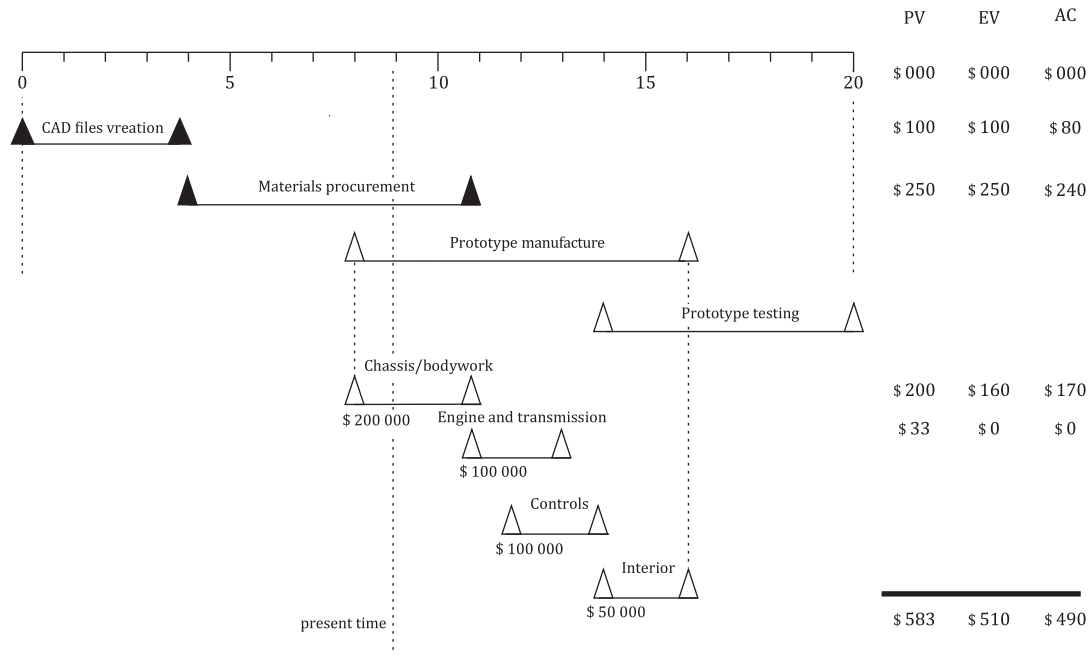 PV EV AC
0 5 10 15 20 $ 000 $ 000 $ 000
CAD files vreation $ 100 $ 100 $ 80
Materials procurement $ 250 $ 250 $ 240
Prototype manufacture
Prototype testing
Chassis/bodywork
$ 200 $ 160 $ 170
$ 200 000 Engine and transmission
$ 33 $ 0 $ 0
$ 100 000
Controls
$ 100 000
Interior
$ 50 000
present time $ 583 $ 510 $ 490